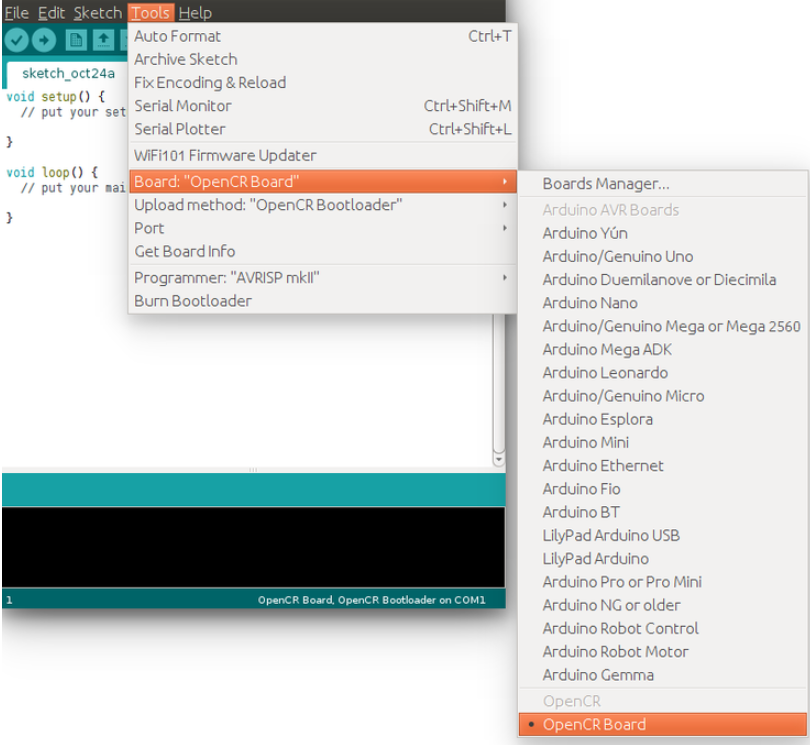 File Edit Sketch Tools Help
sketch_oct24a
void setup() {
// put your set
}
void loop() {
// put your mai
}
Auto Format Ctrl+T
Archive Sketch
Fix Encoding & Reload
Serial Monitor Ctrl+Shift+M
Serial Plotter Ctrl+Shift+L
WiFi101 Firmware Updater
Board: "OpenCR Board"
Upload method: "OpenCR Bootloader"
Port
Get Board Info
Programmer: "AVRISP mkII"
Burn Bootloader
Boards Manager...
Arduino AVR Boards
Arduino Yún
Arduino/Genuino Uno
Arduino Duemilanove or Diecimila
Arduino Nano
Arduino/Genuino Mega or Mega 2560
Arduino Mega ADK
Arduino Leonardo
Arduino/Genuino Micro
Arduino Esplora
Arduino Mini
Arduino Ethernet
Arduino Fio
Arduino BT
LilyPad Arduino USB
LilyPad Arduino
Arduino Pro or Pro Mini
Arduino NG or older
Arduino Robot Control
Arduino Robot Motor
Arduino Gemma
OpenCR
• OpenCR Board
1 OpenCR Board, OpenCR Bootloader on COM1